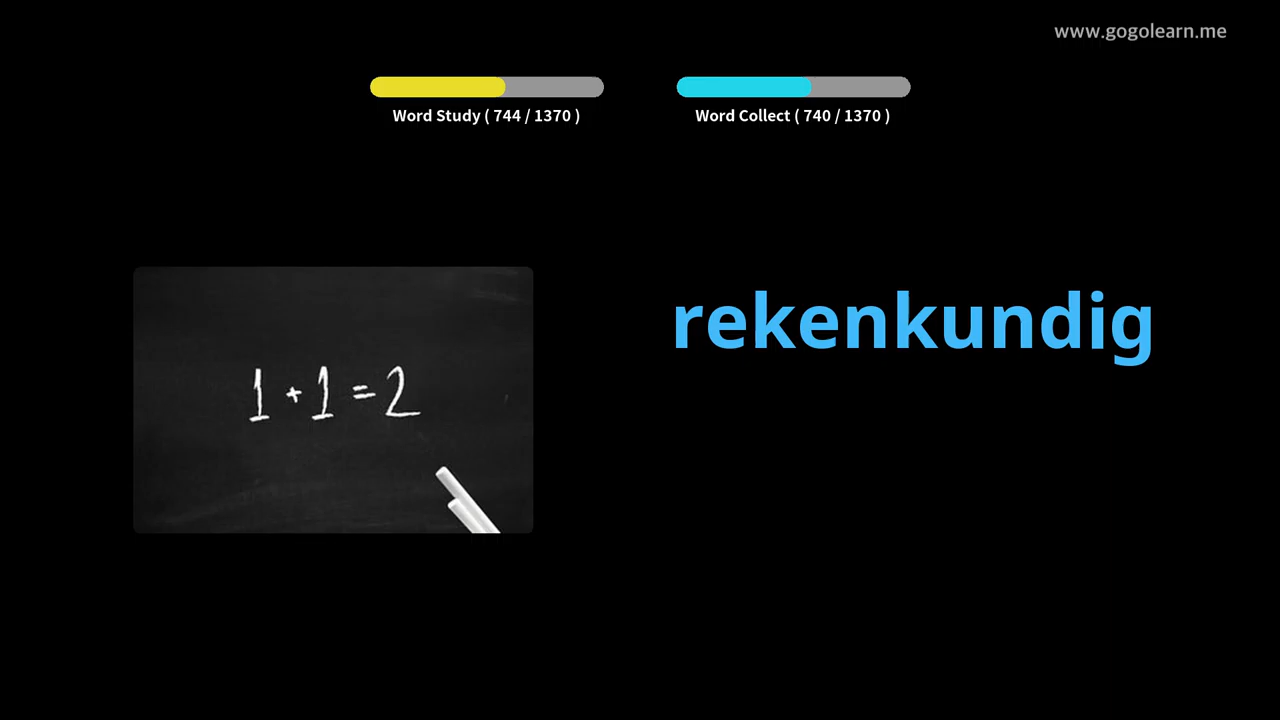 www.gogolearn.me
Word Study ( 744 / 1370 )
Word Collect ( 740 / 1370 )
rekenkundig
1 + 1 = 2